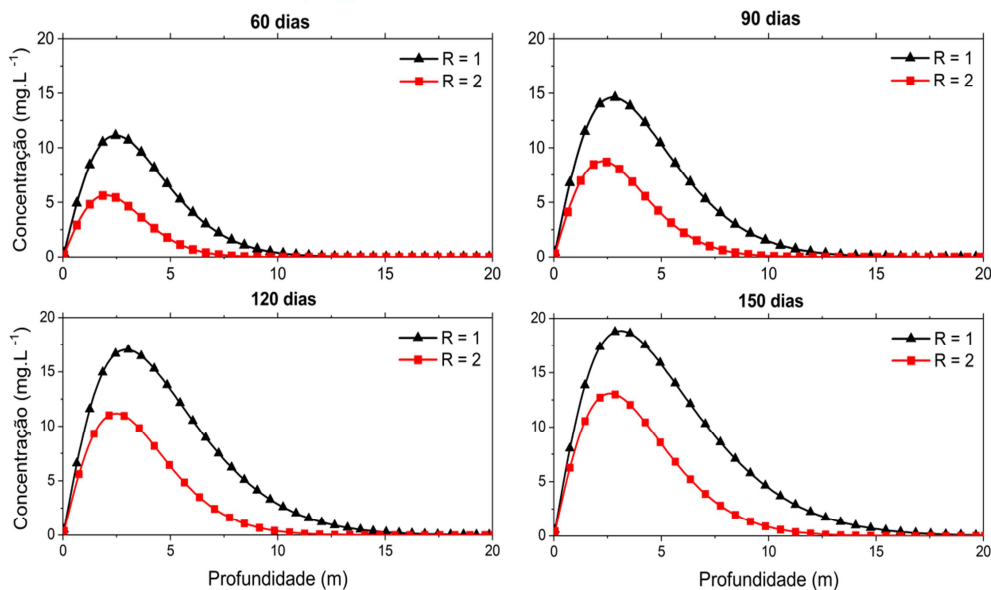 60 dias
20
15
10
5
0
0 5 10 15 20
Concentração (mg.L⁻¹)
R = 1
R = 2
90 dias
20
15
10
5
0
0 5 10 15 20
R = 1
R = 2
120 dias
20
15
10
5
0
0 5 10 15 20
Concentração (mg.L⁻¹)
Profundidade (m)
R = 1
R = 2
150 dias
20
15
10
5
0
0 5 10 15 20
Profundidade (m)
R = 1
R = 2